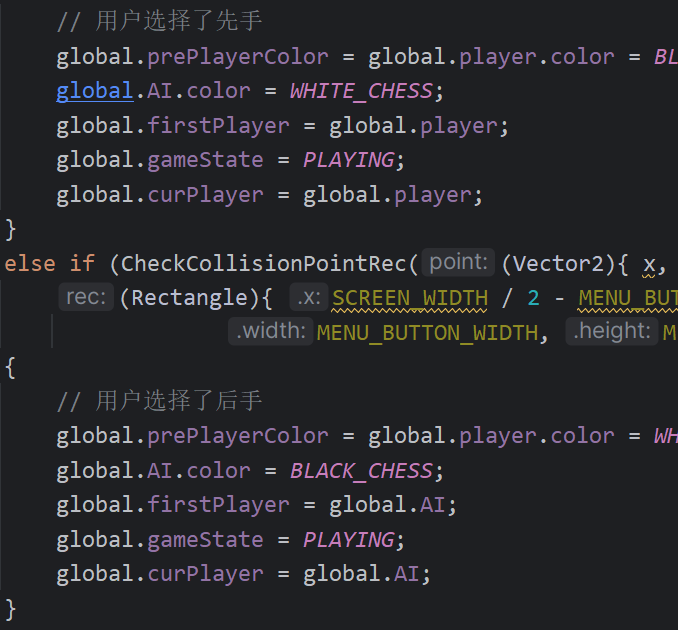 // 用户选择了先手
global.prePlayerColor = global.player.color = BL
global.AI.color = WHITE_CHESS;
global.firstPlayer = global.player;
global.gameState = PLAYING;
global.curPlayer = global.player;
}
else if (CheckCollisionPointRec( point: (Vector2){ x,
rec: (Rectangle){ .x: SCREEN_WIDTH / 2 - MENU_BUT
.width: MENU_BUTTON_WIDTH, .height: M
{
// 用户选择了后手
global.prePlayerColor = global.player.color = WH
global.AI.color = BLACK_CHESS;
global.firstPlayer = global.AI;
global.gameState = PLAYING;
global.curPlayer = global.AI;
}